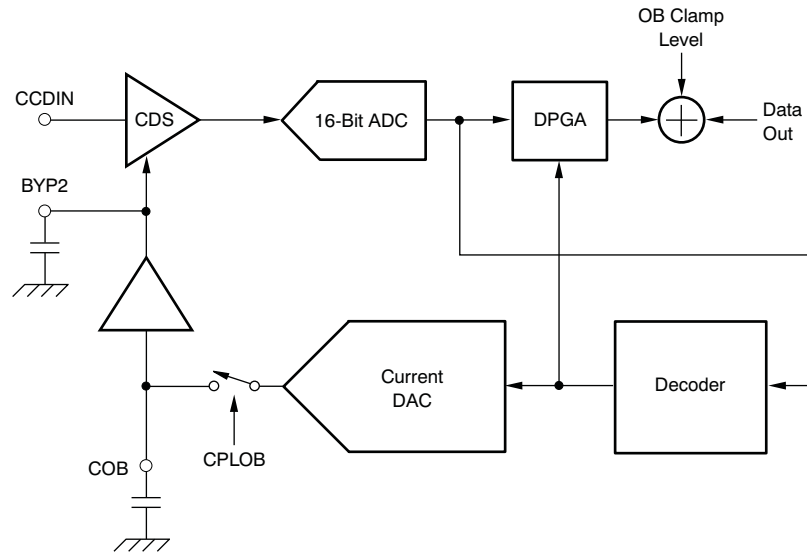 OB Clamp
Level
CCDIN
CDS
16-Bit ADC
DPGA
Data
Out
BYP2
Current
DAC
Decoder
CPLOB
COB